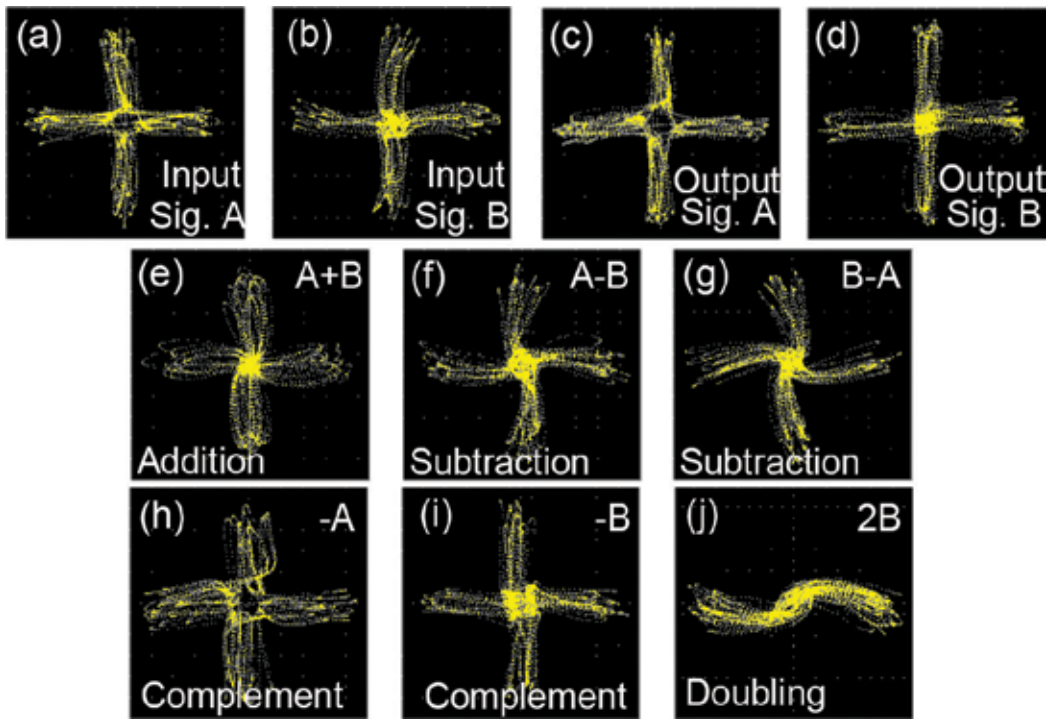 (a)
Input
Sig. A
(b)
Input
Sig. B
(c)
Output
Sig. A
(d)
Output
Sig. B
(e) A+B
Addition
(f) A-B
Subtraction
(g) B-A
Subtraction
(h) -A
Complement
(i) -B
Complement
(j) 2B
Doubling